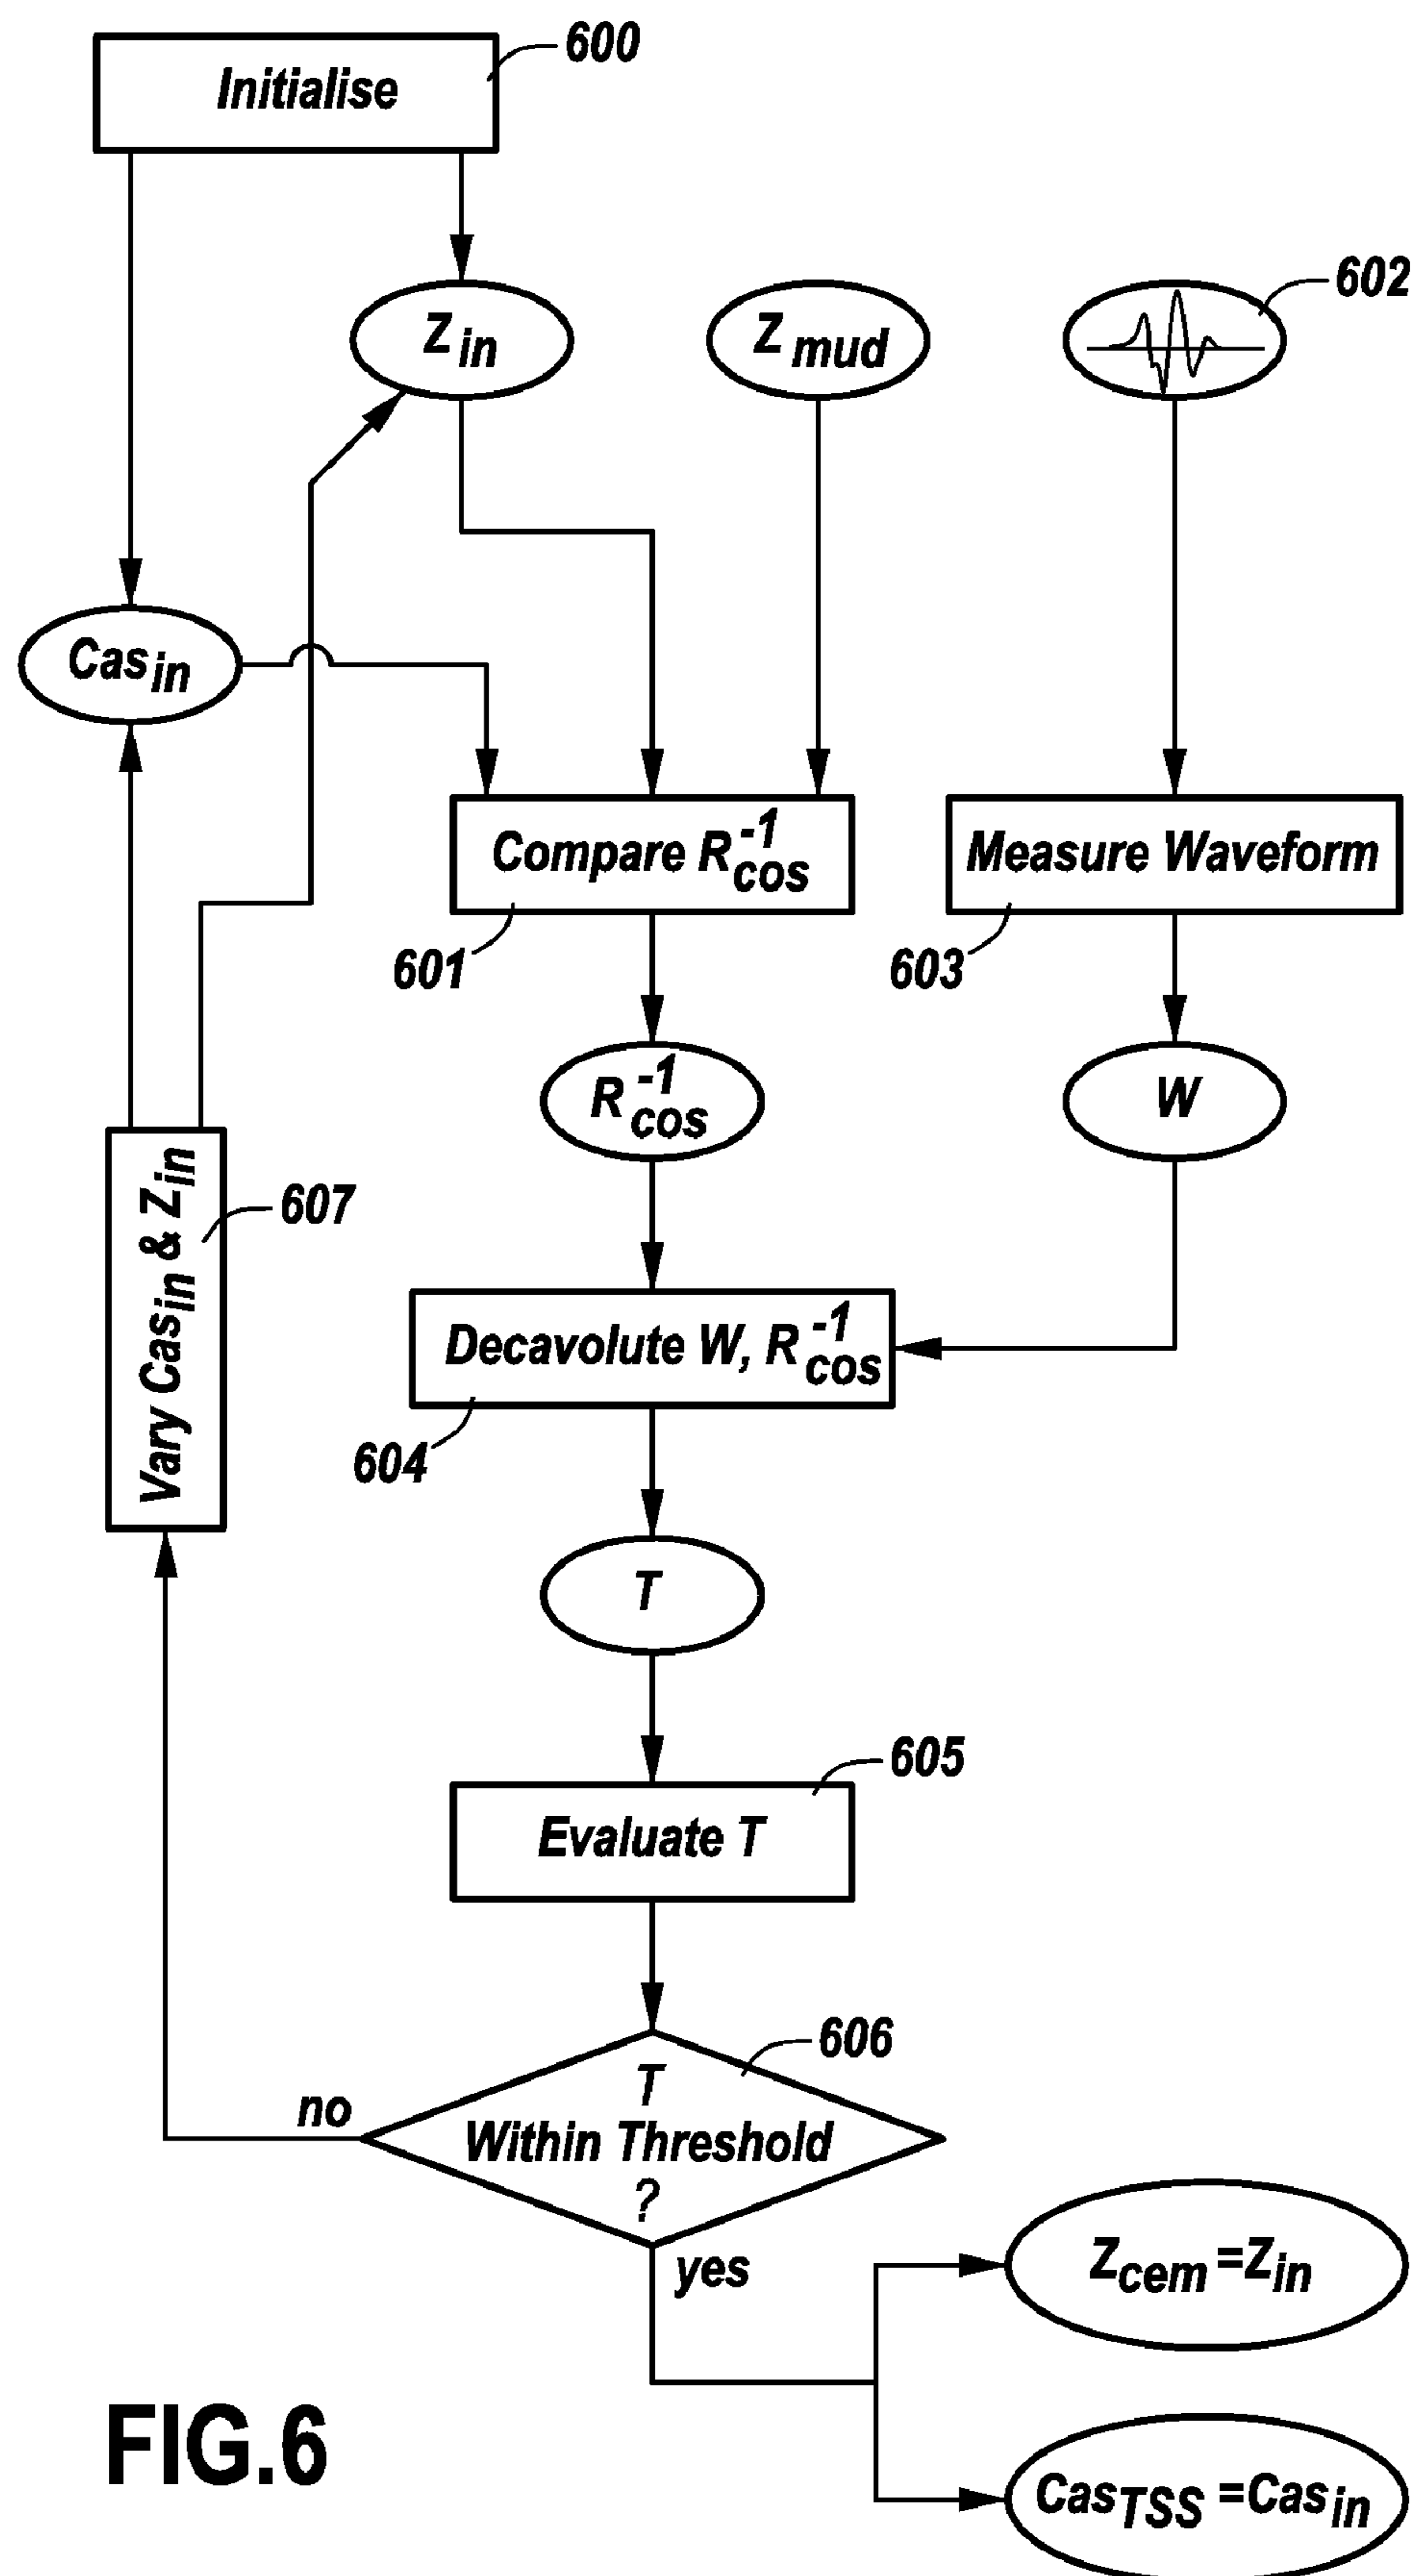 600
Initialise
602
Z in
Z mud
Cas in
Compare R cos -1
Measure Waveform
601
603
R cos -1
W
Vary Cas in & Z in
607
Decavolute W, R cos -1
604
T
605
Evaluate T
606
T
Within Threshold
?
no
yes
Z cem =Z in
Cas TSS =Cas in
FIG.6